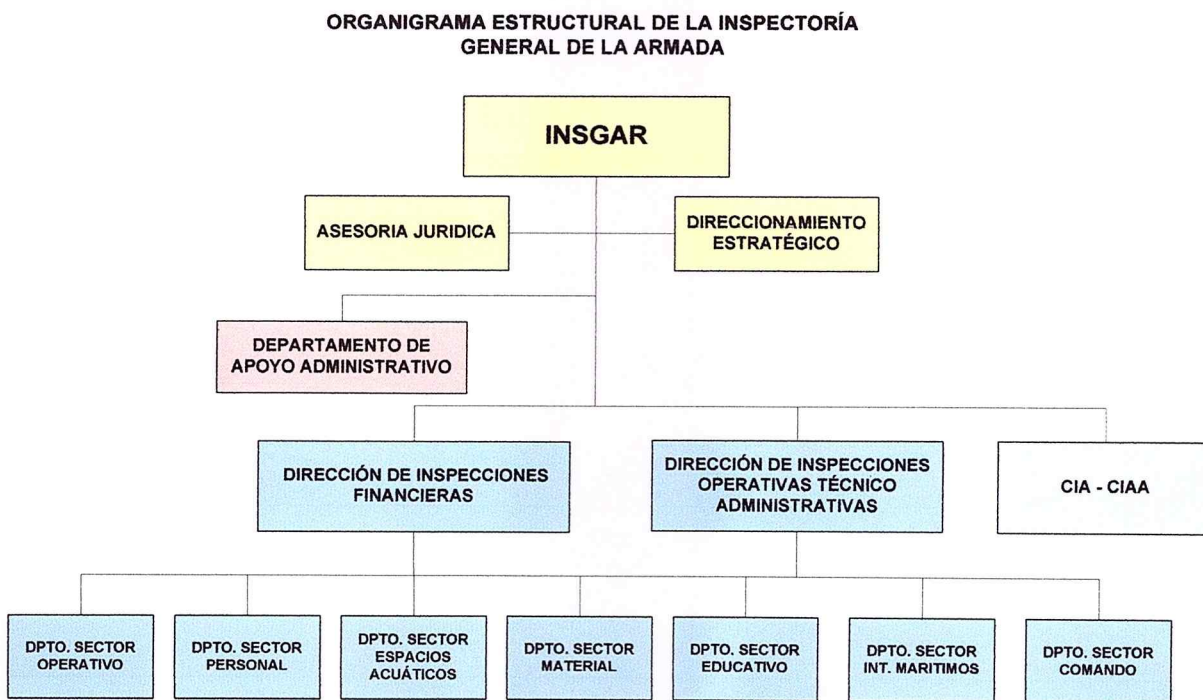 ORGANIGRAMA ESTRUCTURAL DE LA INSPECTORÍA
GENERAL DE LA ARMADA
INSGAR
ASESORIA JURIDICA
DIRECCIONAMIENTO
ESTRATÉGICO
DEPARTAMENTO DE
APOYO ADMINISTRATIVO
DIRECCIÓN DE INSPECCIONES
FINANCIERAS
DIRECCIÓN DE INSPECCIONES
OPERATIVAS TÉCNICO
ADMINISTRATIVAS
CIA - CIAA
DPTO. SECTOR
OPERATIVO
DPTO. SECTOR
PERSONAL
DPTO. SECTOR
ESPACIOS
ACUÁTICOS
DPTO. SECTOR
MATERIAL
DPTO. SECTOR
EDUCATIVO
DPTO. SECTOR
INT. MARITIMOS
DPTO. SECTOR
COMANDO